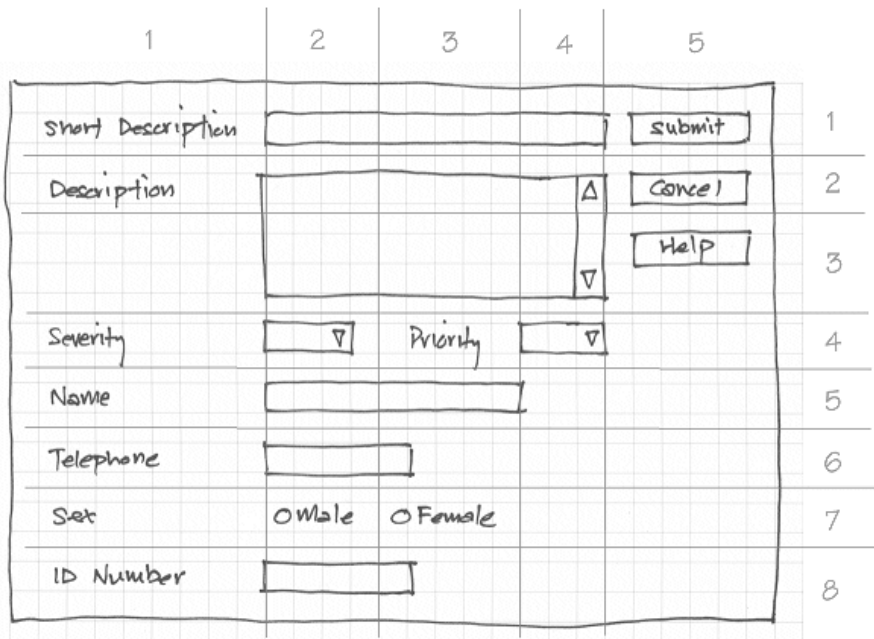 1 2 3 4 5
Short Description Submit 1
Description Cancel 2
Help 3
Severity Priority 4
Name 5
Telephone 6
Sex Male Female 7
ID Number 8